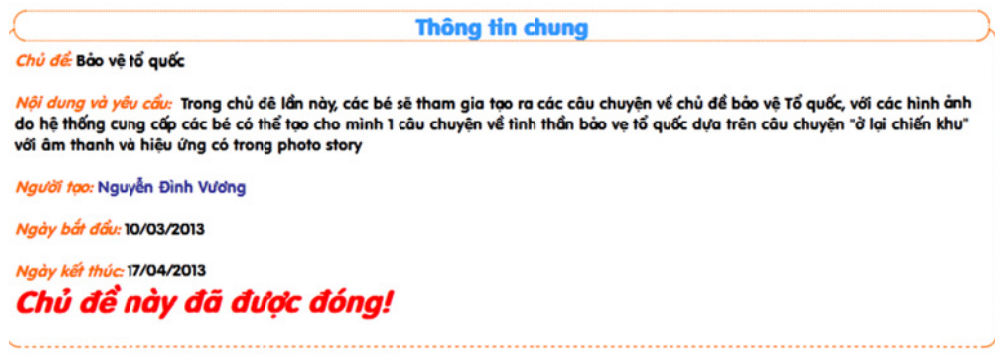 Thông tin chung
Chủ đề: Bảo vệ tổ quốc
Nội dung và yêu cầu: Trong chủ đề lần này, các bé sẽ tham gia tạo ra các câu chuyện về chủ đề bảo vệ Tổ quốc, với các hình ảnh
do hệ thống cung cấp các bé có thể tạo cho mình 1 câu chuyện về tình thần bảo vẹ tổ quốc dựa trên câu chuyện "ở lại chiến khu"
với âm thanh và hiệu ứng có trong photo story
Người tạo: Nguyễn Đình Vương
Ngày bắt đầu: 10/03/2013
Ngày kết thúc: 17/04/2013
Chủ đề này đã được đóng!